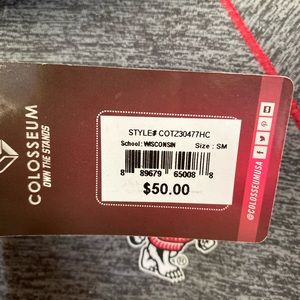 COLOSSEUM
OWN THE STANDS
STYLE# COTZ30477HC
School: WISCONSIN Size: SM
8 89679 65008 8
$50.00
@COLOSSEUMUSA